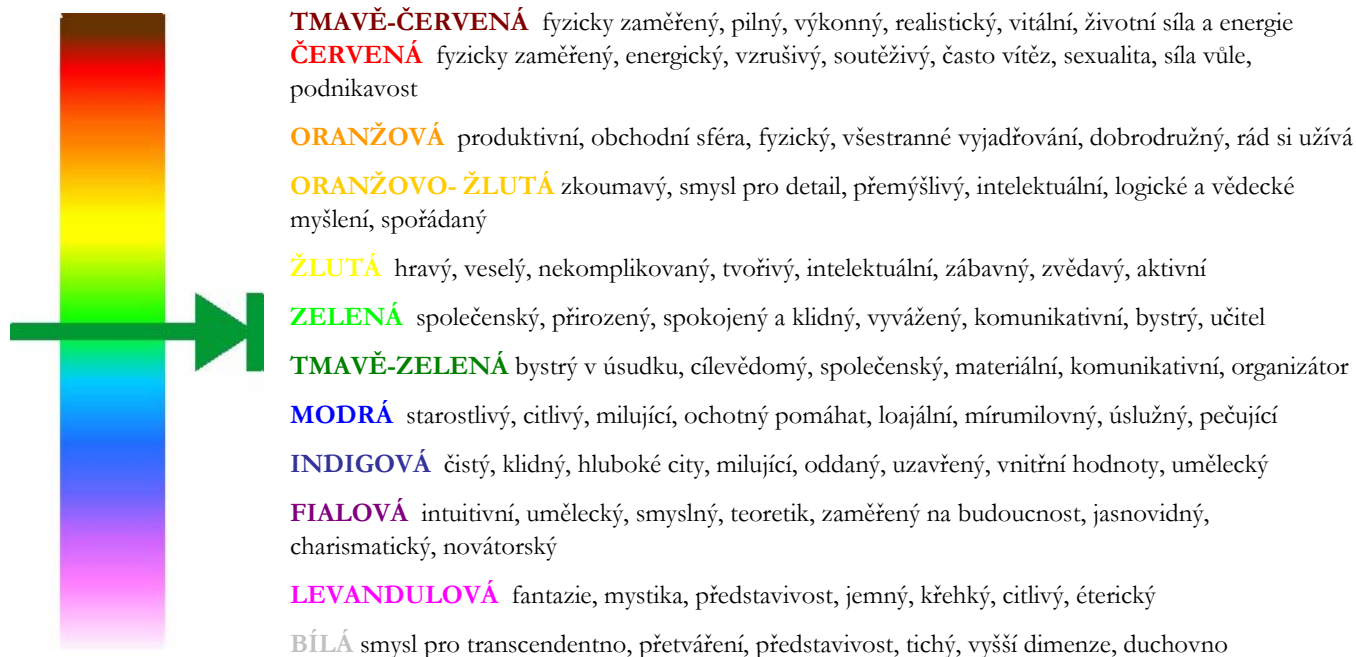 TMAVĚ-ČERVENÁ fyzicky zaměřený, pilný, výkonný, realistický, vitální, životní síla a energie
ČERVENÁ fyzicky zaměřený, energický, vzrušivý, soutěživý, často vítěz, sexualita, síla vůle,
podnikavost
ORANŽOVÁ produktivní, obchodní sféra, fyzický, všestranné vyjadřování, dobrodružný, rád si užívá
ORANŽOVO- ŽLUTÁ zkoumavý, smysl pro detail, přemýšlivý, intelektuální, logické a vědecké
myšlení, spořádaný
ŽLUTÁ hravý, veselý, nekomplikovaný, tvořivý, intelektuální, zábavný, zvědavý, aktivní
ZELENÁ společenský, přirozený, spokojený a klidný, vyvážený, komunikativní, bystrý, učitel
TMAVĚ-ZELENÁ bystrý v úsudku, cílevědomý, společenský, materiální, komunikativní, organizátor
MODRÁ starostlivý, citlivý, milující, ochotný pomáhat, loajální, mírumilovný, úslužný, pečující
INDIGOVÁ čistý, klidný, hluboké city, milující, oddaný, uzavřený, vnitřní hodnoty, umělecký
FIALOVÁ intuitivní, umělecký, smyslný, teoretik, zaměřený na budoucnost, jasnovidný,
charismatický, novátorský
LEVANDULOVÁ fantazie, mystika, představivost, jemný, křehký, citlivý, éterický
BÍLÁ smysl pro transcendentno, přetváření, představivost, tichý, vyšší dimenze, duchovno